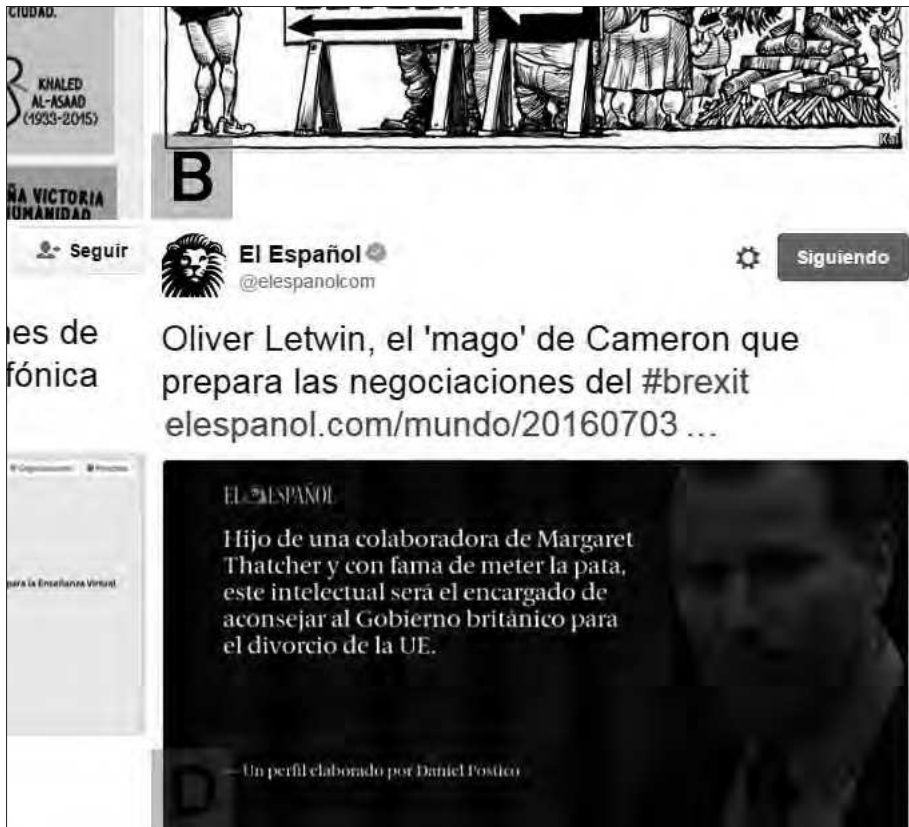 CIUDAD.
KHALED
AL-ASAAD
(1933-2015)
ÑA VICTORIA
HUMANIDAD
B
Seguir
nes de
fónica
para la Enseñanza Virtual
El Español
@elespanolcom
Siguiendo
Oliver Letwin, el 'mago' de Cameron que
prepara las negociaciones del #brexit
elespanol.com/mundo/20160703 ...
EL ESPAÑOL
Hijo de una colaboradora de Margaret
Thatcher y con fama de meter la pata,
este intelectual será el encargado de
aconsejar al Gobierno británico para
el divorcio de la UE.
— Un perfil elaborado por Daniel Postico
D